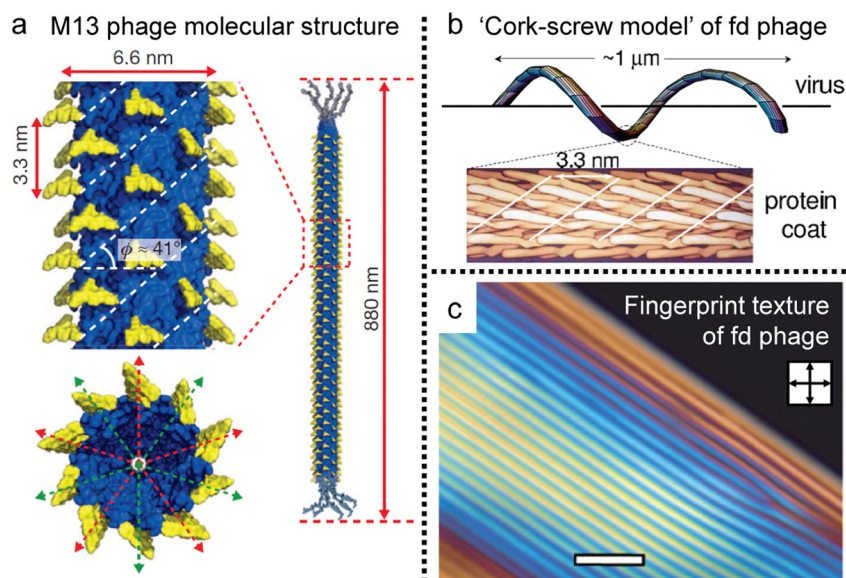 a M13 phage molecular structure
6.6 nm
3.3 nm
ϕ ≈ 41°
880 nm
b ‘Cork-screw model’ of fd phage
~1 μm
virus
3.3 nm
protein
coat
c Fingerprint texture
of fd phage